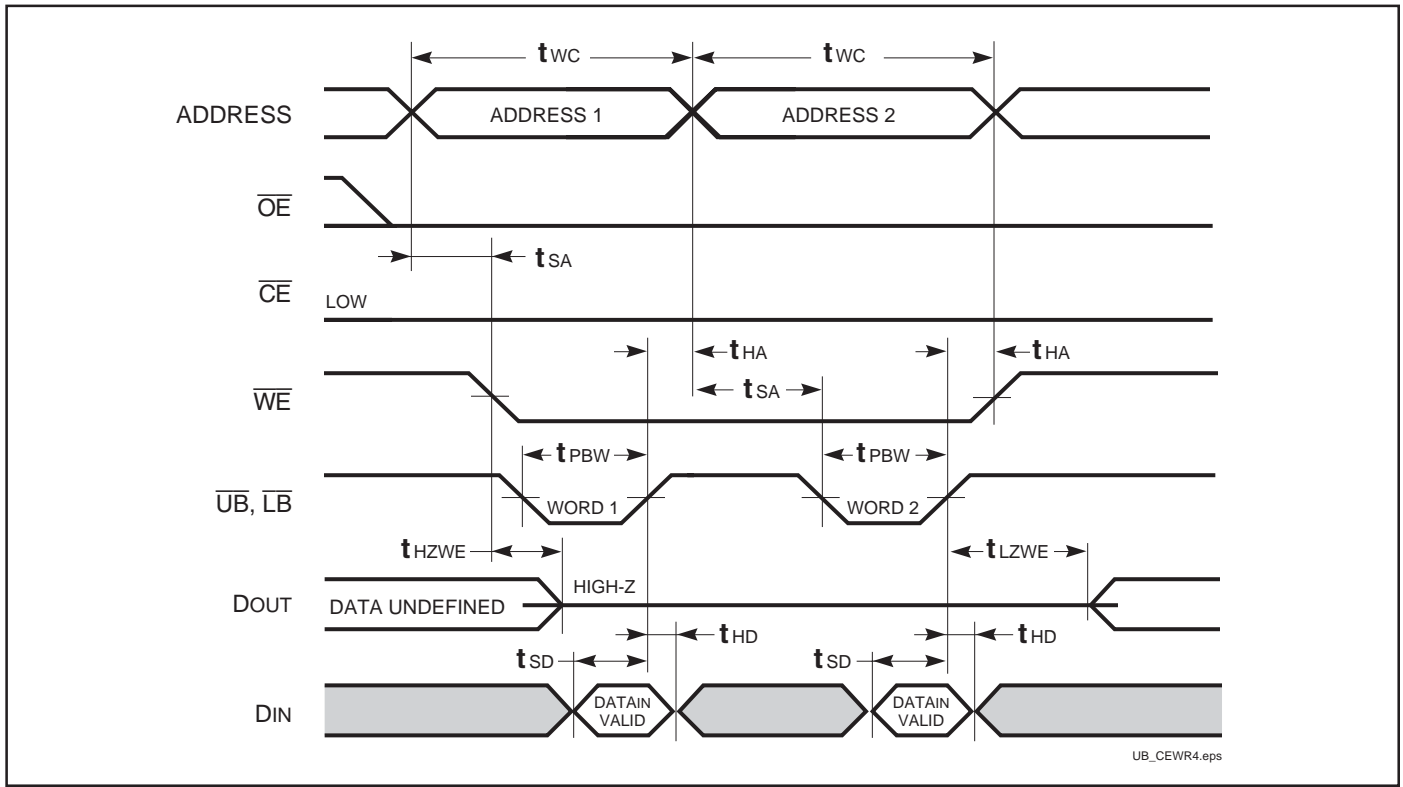 tWC tWC
ADDRESS ADDRESS 1 ADDRESS 2
OE
tSA
CE LOW
tHA tHA
WE tSA
tPBW tPBW
UB, LB WORD 1 WORD 2
tHZWE tLZWE
DOUT DATA UNDEFINED HIGH-Z
tHD tHD
tSD tSD
DIN DATAIN VALID DATAIN VALID
UB_CEWR4.eps